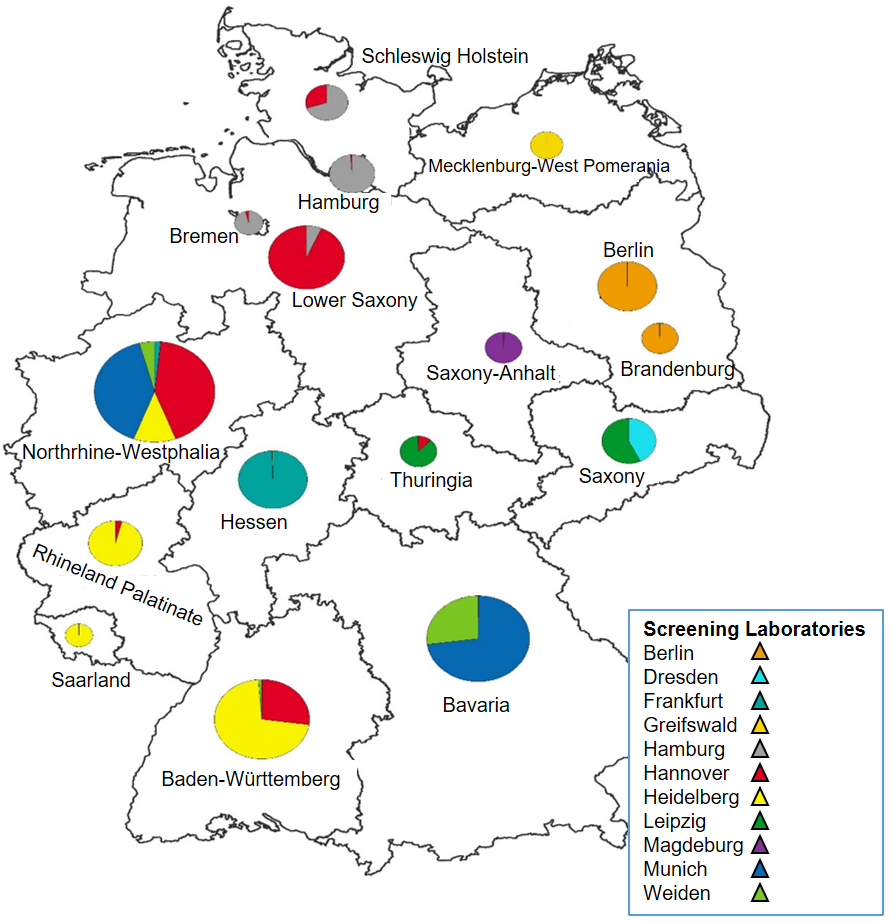 Schleswig Holstein
Mecklenburg-West Pomerania
Hamburg
Bremen
Lower Saxony
Berlin
Brandenburg
Saxony-Anhalt
Northrhine-Westphalia
Thuringia
Saxony
Hessen
Rhineland Palatinate
Saarland
Bavaria
Baden-Württemberg
Screening Laboratories
Berlin
Dresden
Frankfurt
Greifswald
Hamburg
Hannover
Heidelberg
Leipzig
Magdeburg
Munich
Weiden